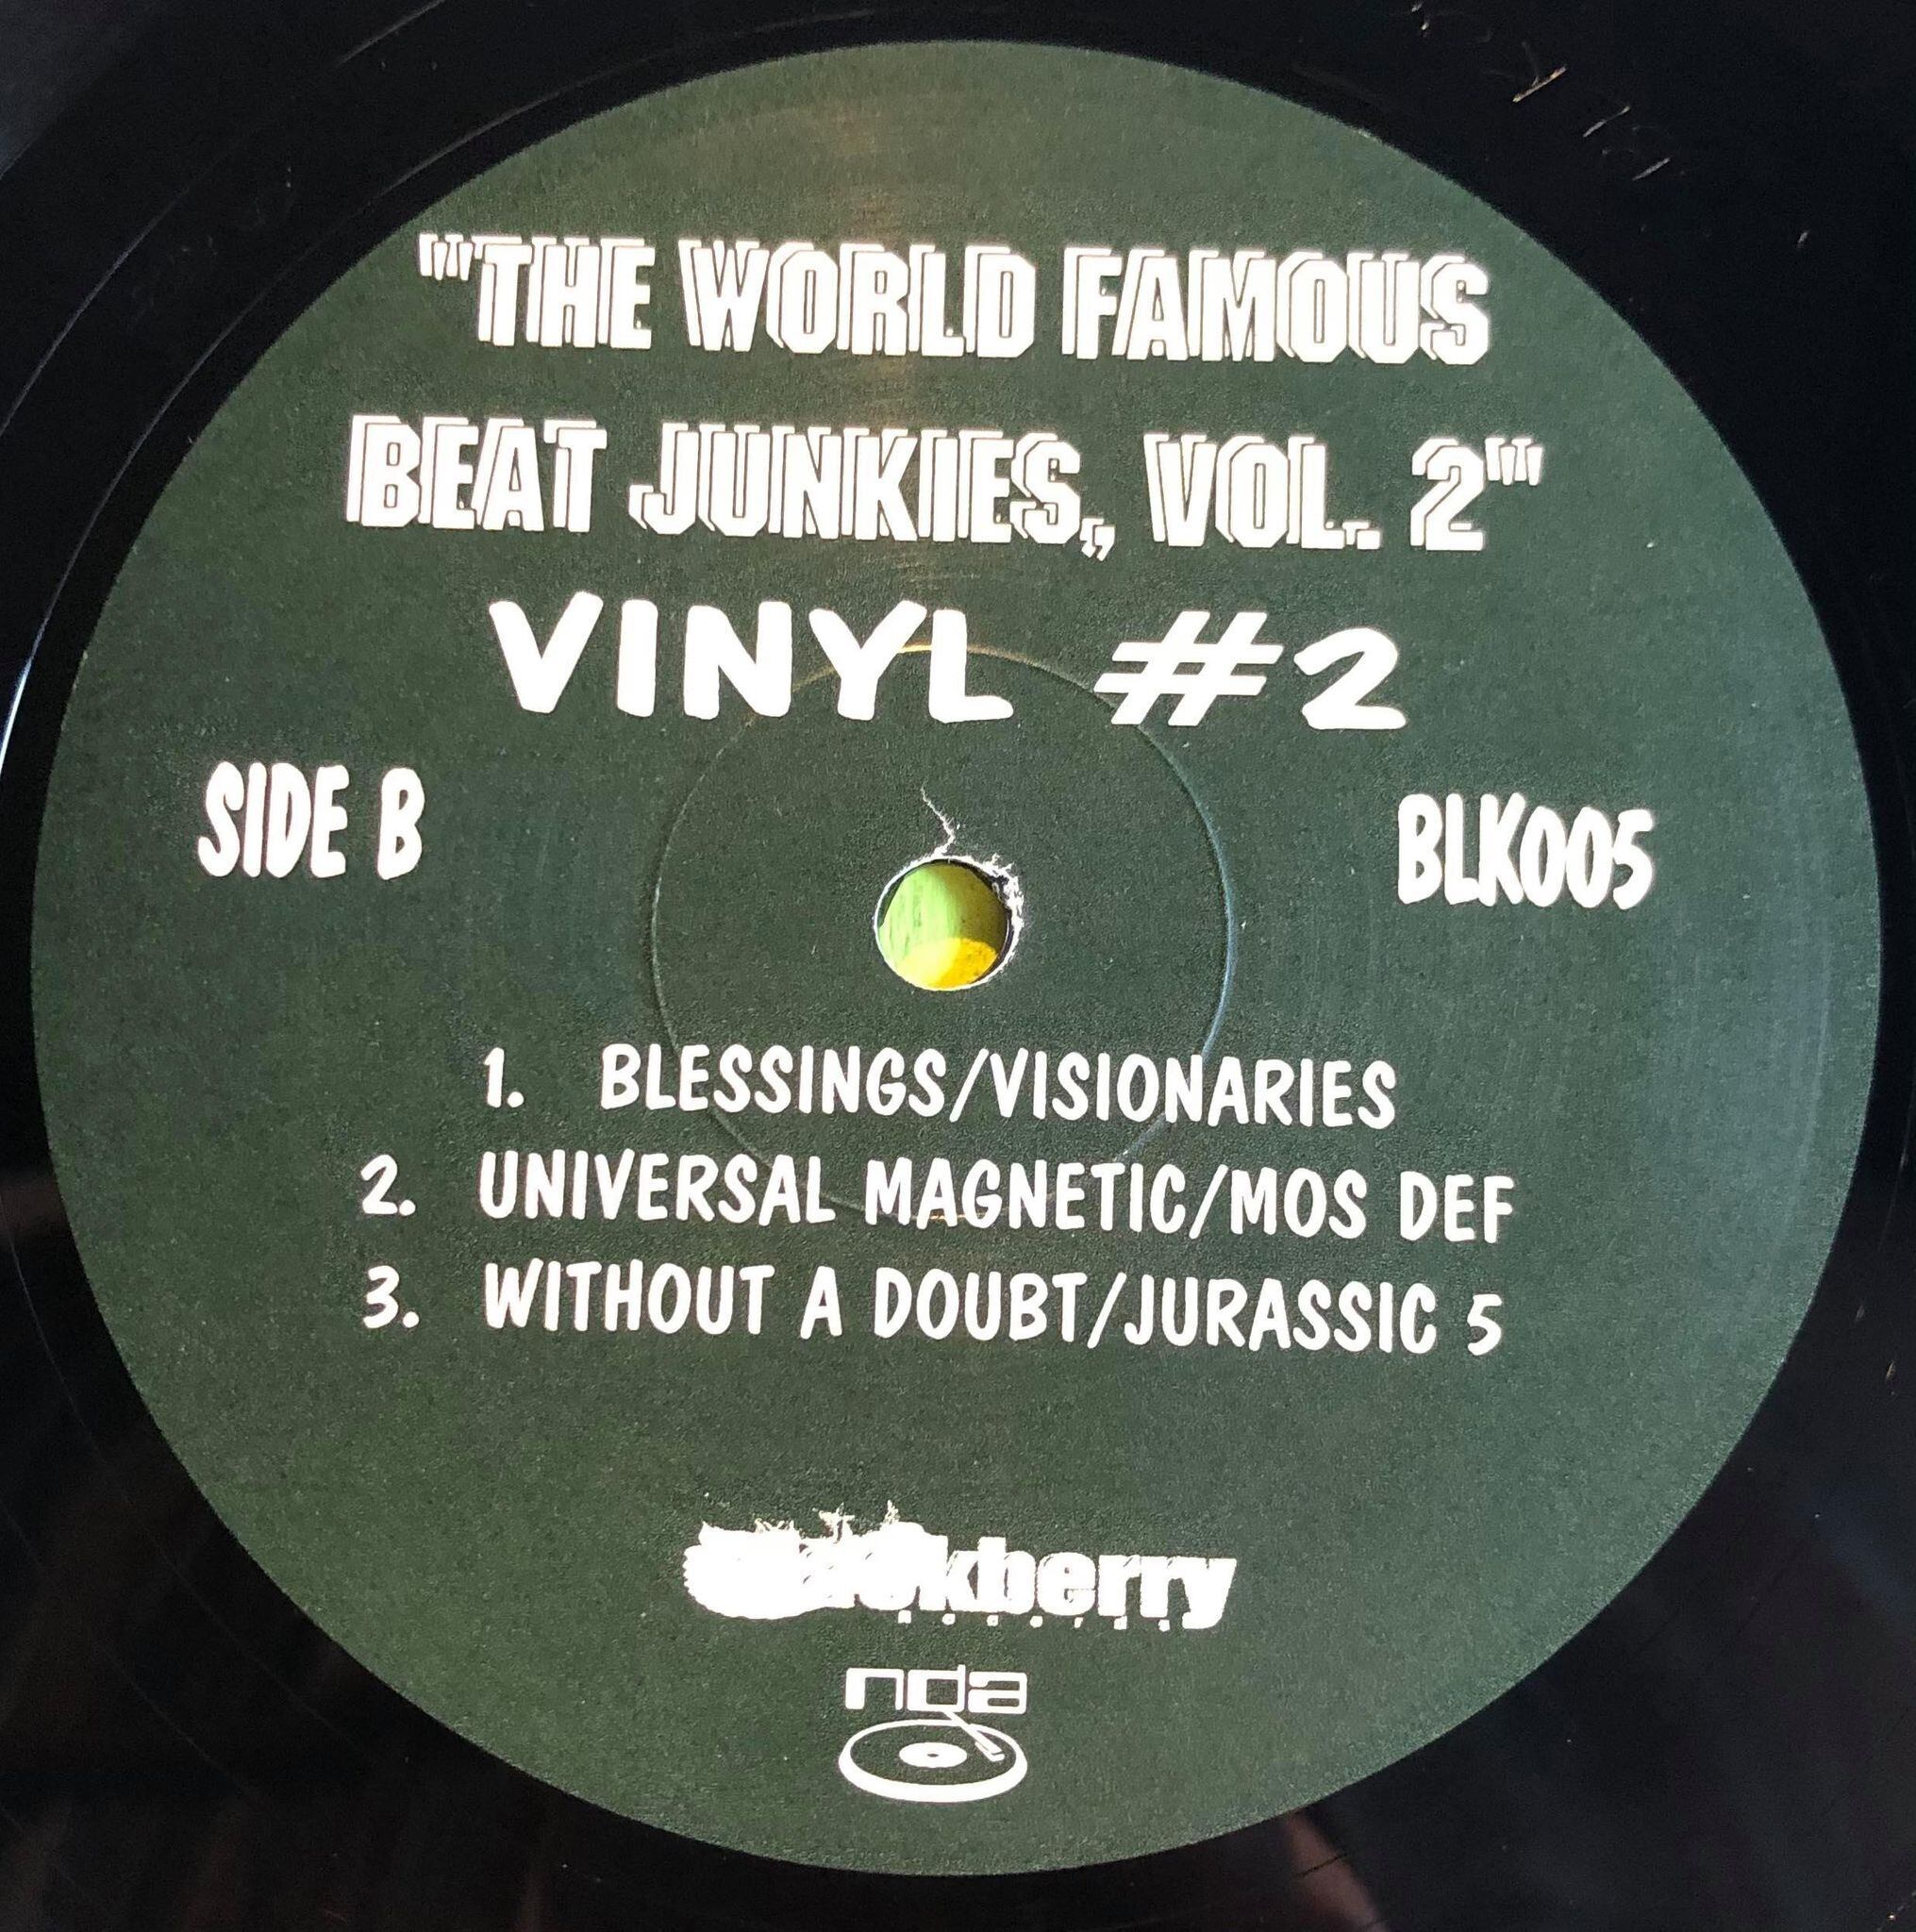 "THE WORLD FAMOUS
BEAT JUNKIES, VOL. 2"
VINYL #2
SIDE B
BLK005
1. BLESSINGS/VISIONARIES
2. UNIVERSAL MAGNETIC/MOS DEF
3. WITHOUT A DOUBT/JURASSIC 5
blackberry
nda